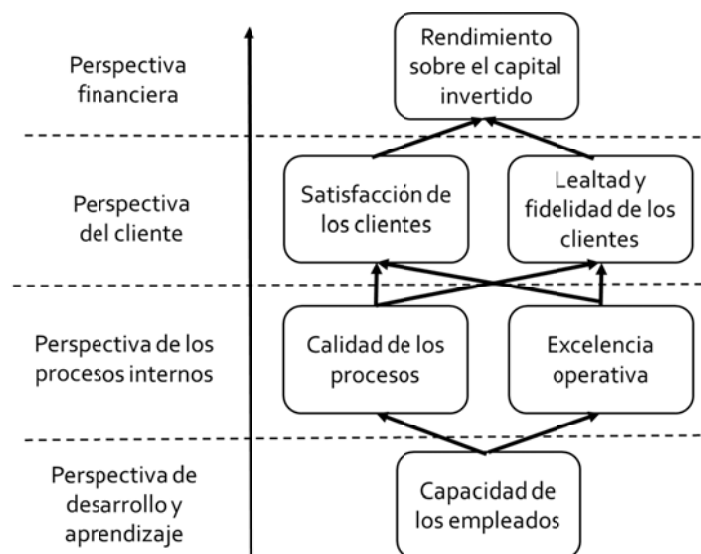 Perspectiva
financiera
Rendimiento
sobre el capital
invertido
Perspectiva
del cliente
Satisfacción de
los clientes
Lealtad y
fidelidad de los
clientes
Perspectiva de los
procesos internos
Calidad de los
procesos
Excelencia
operativa
Perspectiva de
desarrollo y
aprendizaje
Capacidad de
los empleados